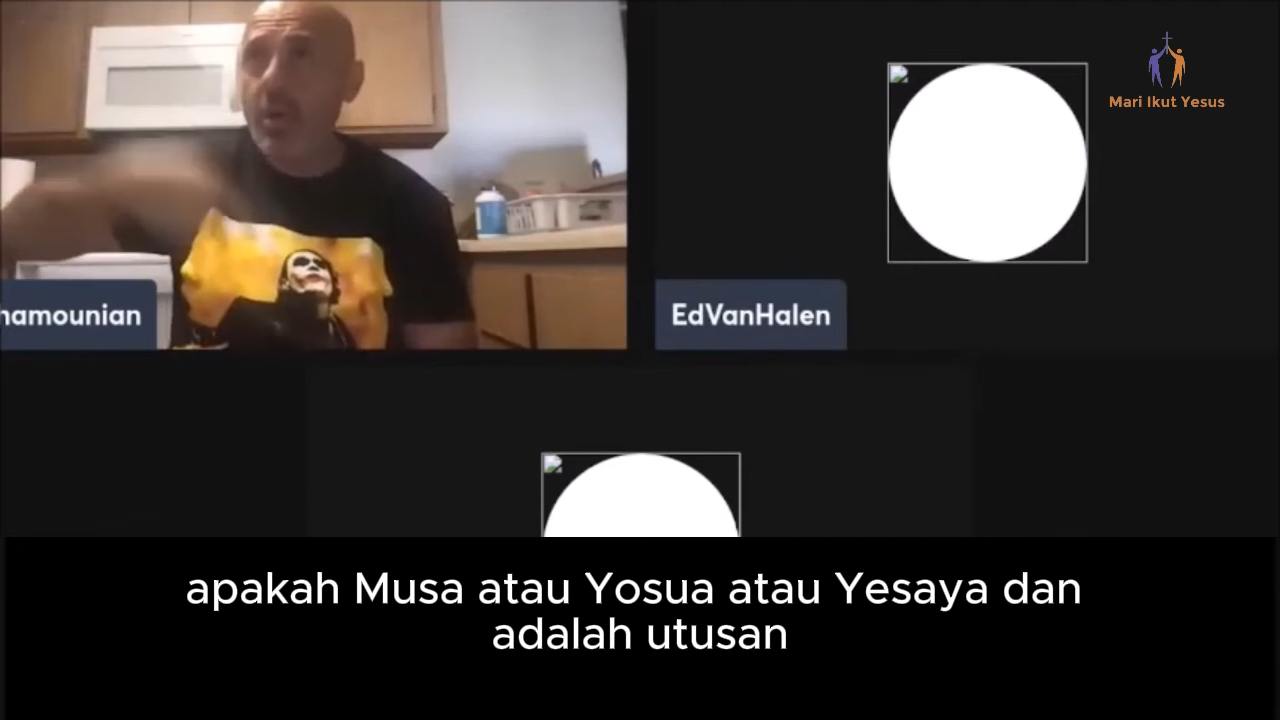 Mari Ikut Yesus
hamounian
EdVanHalen
apakah Musa atau Yosua atau Yesaya dan
adalah utusan